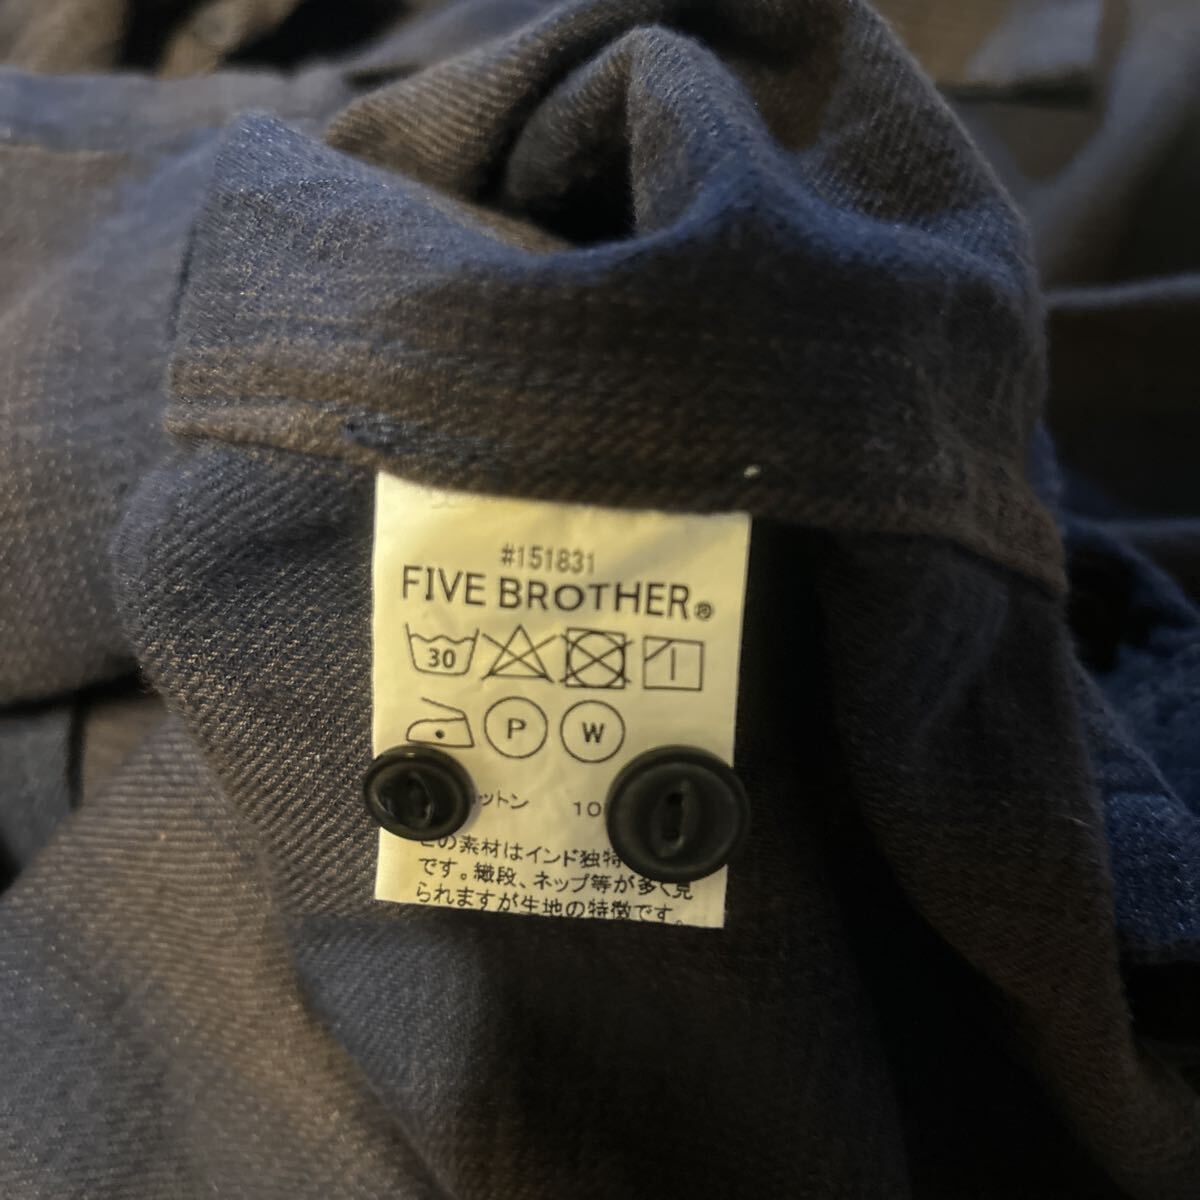 #151831
FIVE BROTHER®
30
P W
ットン 10
の素材はインド独特
です。織段、ネップ等が多く見
られますが生地の特徴です。